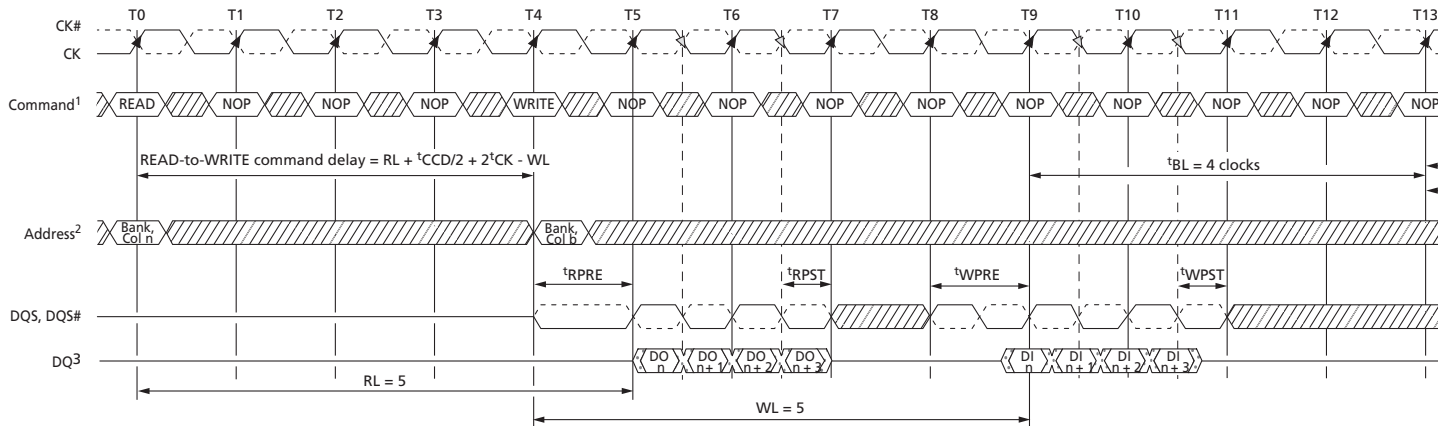 T0 T1 T2 T3 T4 T5 T6 T7 T8 T9 T10 T11 T12 T13
CK#
CK
Command1 READ NOP NOP NOP WRITE NOP NOP NOP NOP NOP NOP NOP NOP NOP
READ-to-WRITE command delay = RL + tCCD/2 + 2tCK - WL
tBL = 4 clocks
Address2 Bank, Col n Bank, Col b
tRPRE tRPST tWPRE tWPST
DQS, DQS#
DQ3 DO n DO n + 1 DO n + 2 DO n + 3 DI n DI n + 1 DI n + 2 DI n + 3
RL = 5
WL = 5